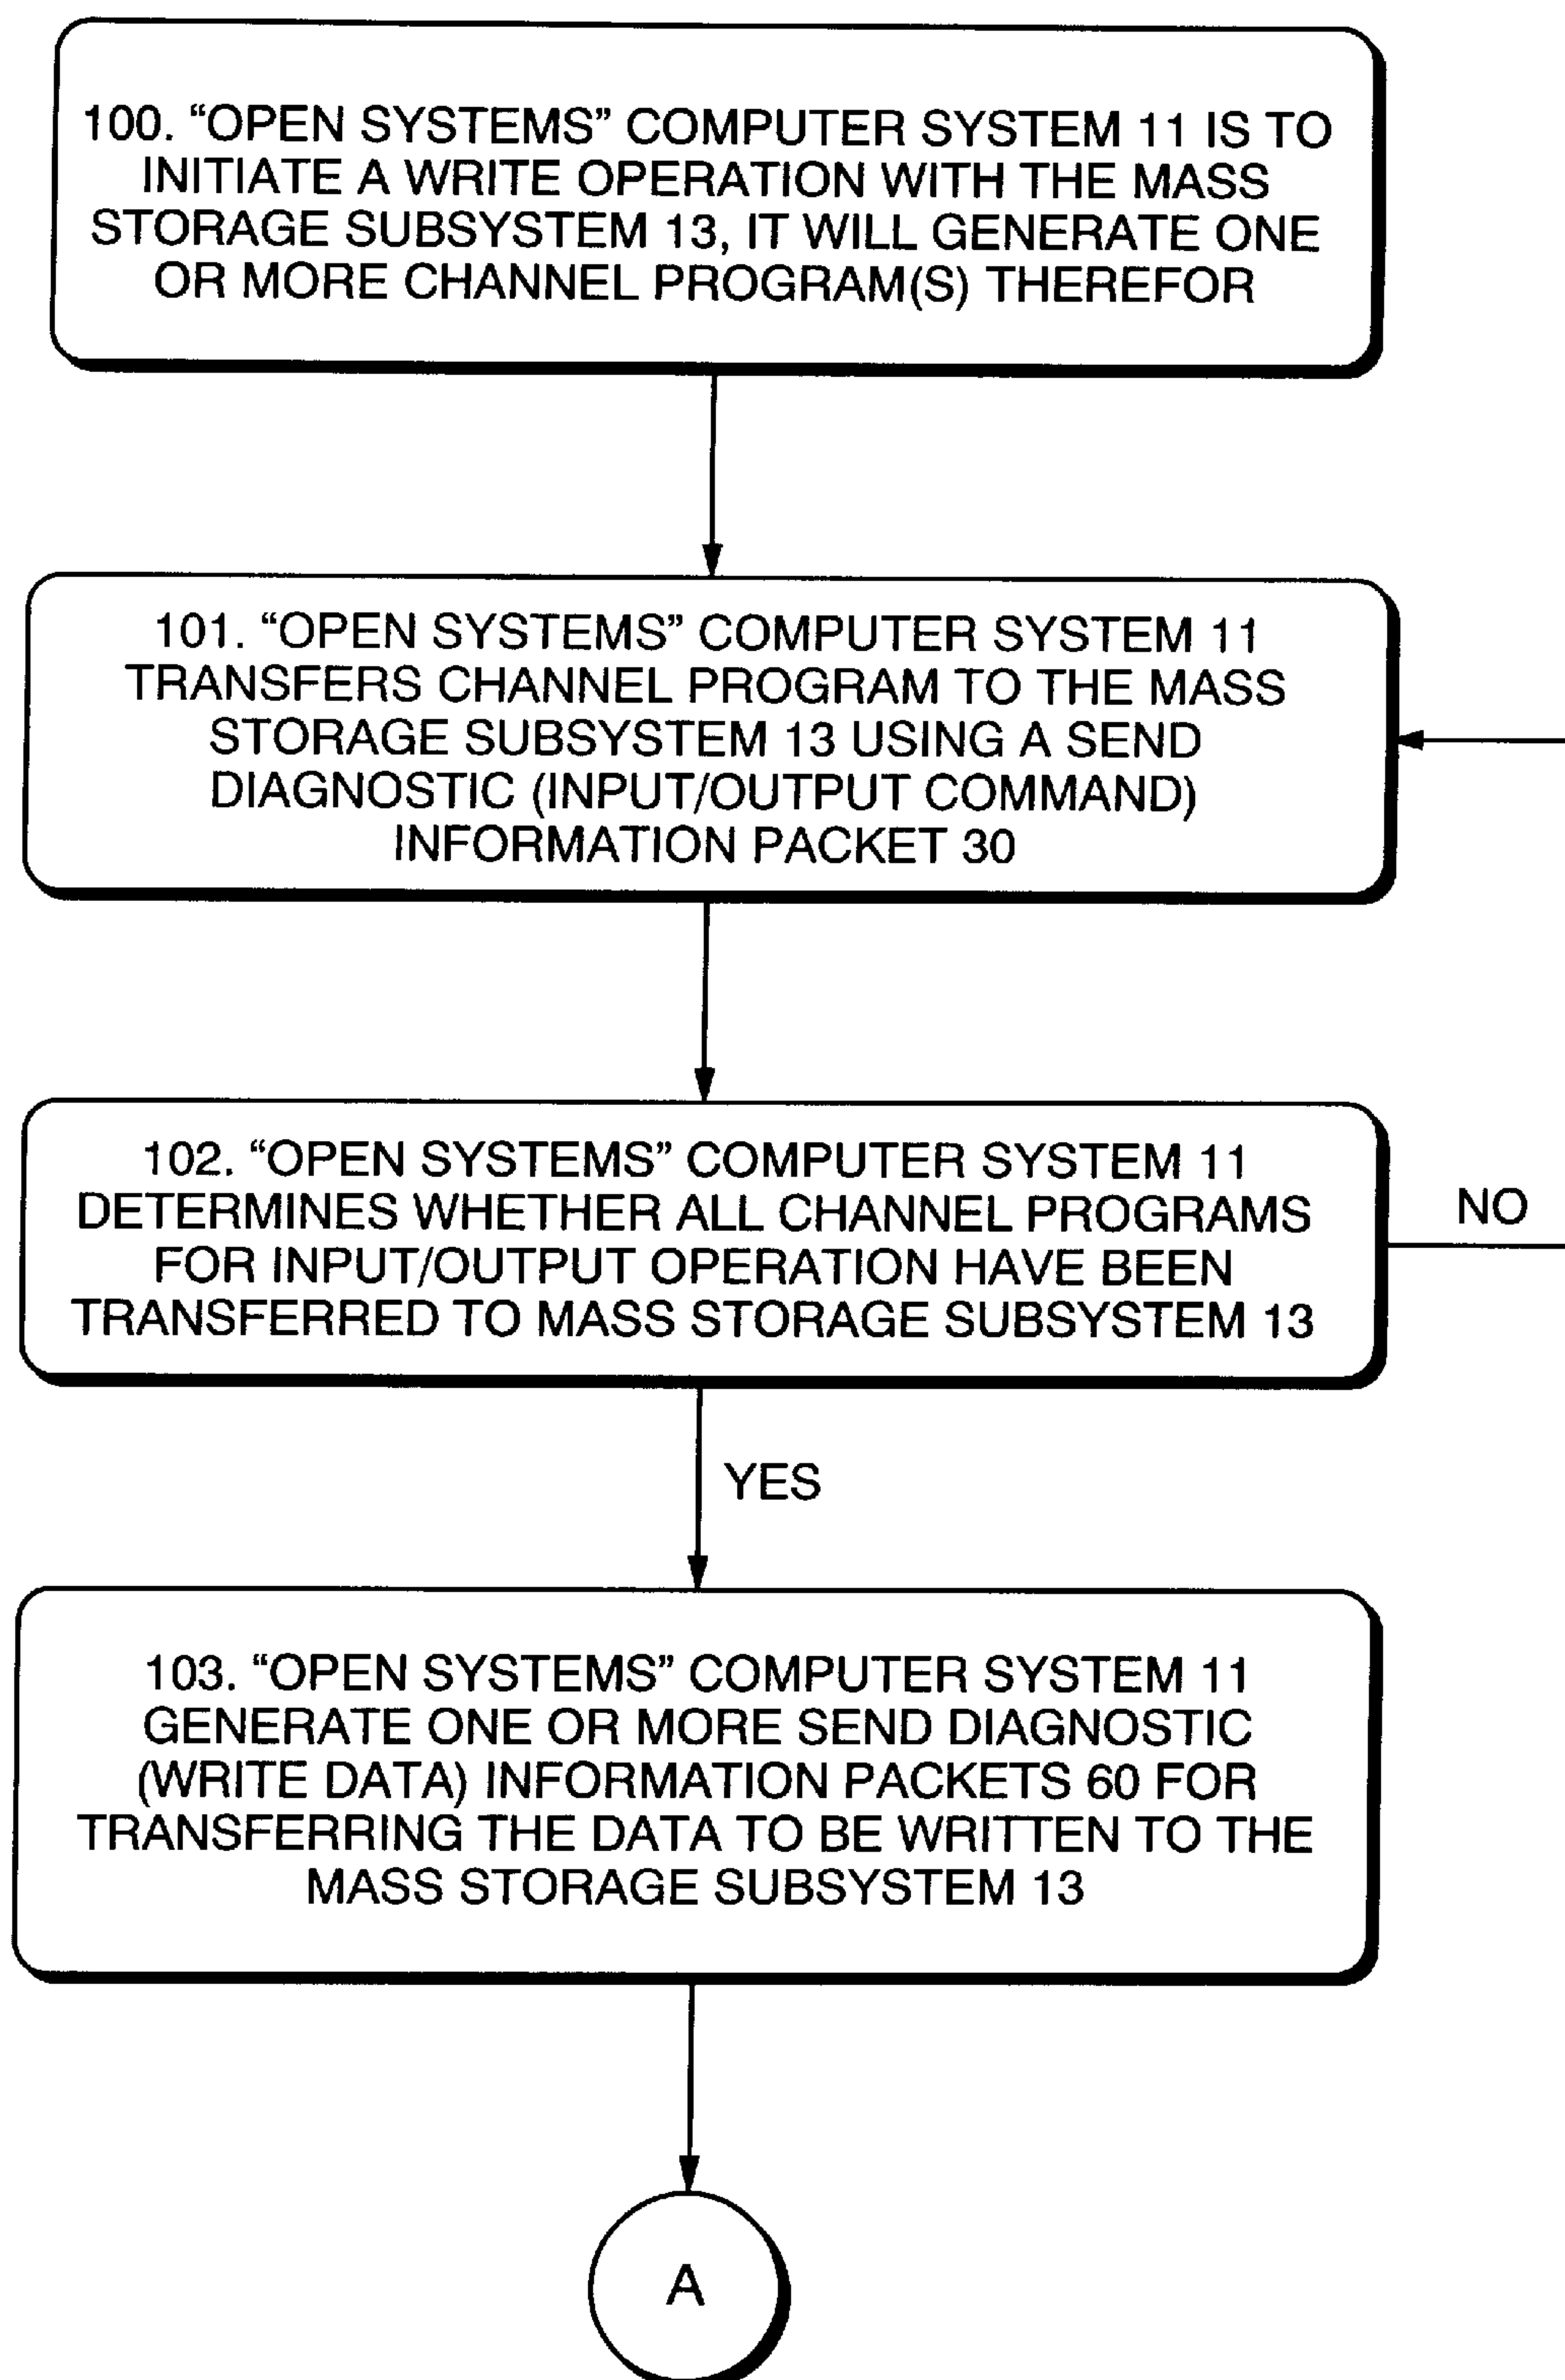 100. “OPEN SYSTEMS” COMPUTER SYSTEM 11 IS TO
INITIATE A WRITE OPERATION WITH THE MASS
STORAGE SUBSYSTEM 13, IT WILL GENERATE ONE
OR MORE CHANNEL PROGRAM(S) THEREFOR
101. “OPEN SYSTEMS” COMPUTER SYSTEM 11
TRANSFERS CHANNEL PROGRAM TO THE MASS
STORAGE SUBSYSTEM 13 USING A SEND
DIAGNOSTIC (INPUT/OUTPUT COMMAND)
INFORMATION PACKET 30
102. “OPEN SYSTEMS” COMPUTER SYSTEM 11
DETERMINES WHETHER ALL CHANNEL PROGRAMS
FOR INPUT/OUTPUT OPERATION HAVE BEEN
TRANSFERRED TO MASS STORAGE SUBSYSTEM 13
NO
YES
103. “OPEN SYSTEMS” COMPUTER SYSTEM 11
GENERATE ONE OR MORE SEND DIAGNOSTIC
(WRITE DATA) INFORMATION PACKETS 60 FOR
TRANSFERRING THE DATA TO BE WRITTEN TO THE
MASS STORAGE SUBSYSTEM 13
A